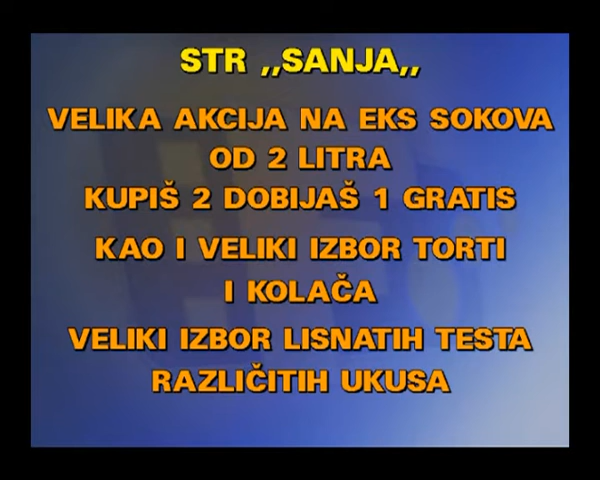 STR ,,SANJA,,
VELIKA AKCIJA NA EKS SOKOVA
OD 2 LITRA
KUPIŠ 2 DOBIJAŠ 1 GRATIS
KAO I VELIKI IZBOR TORTI
I KOLAČA
VELIKI IZBOR LISNATIH TESTA
RAZLIČITIH UKUSA